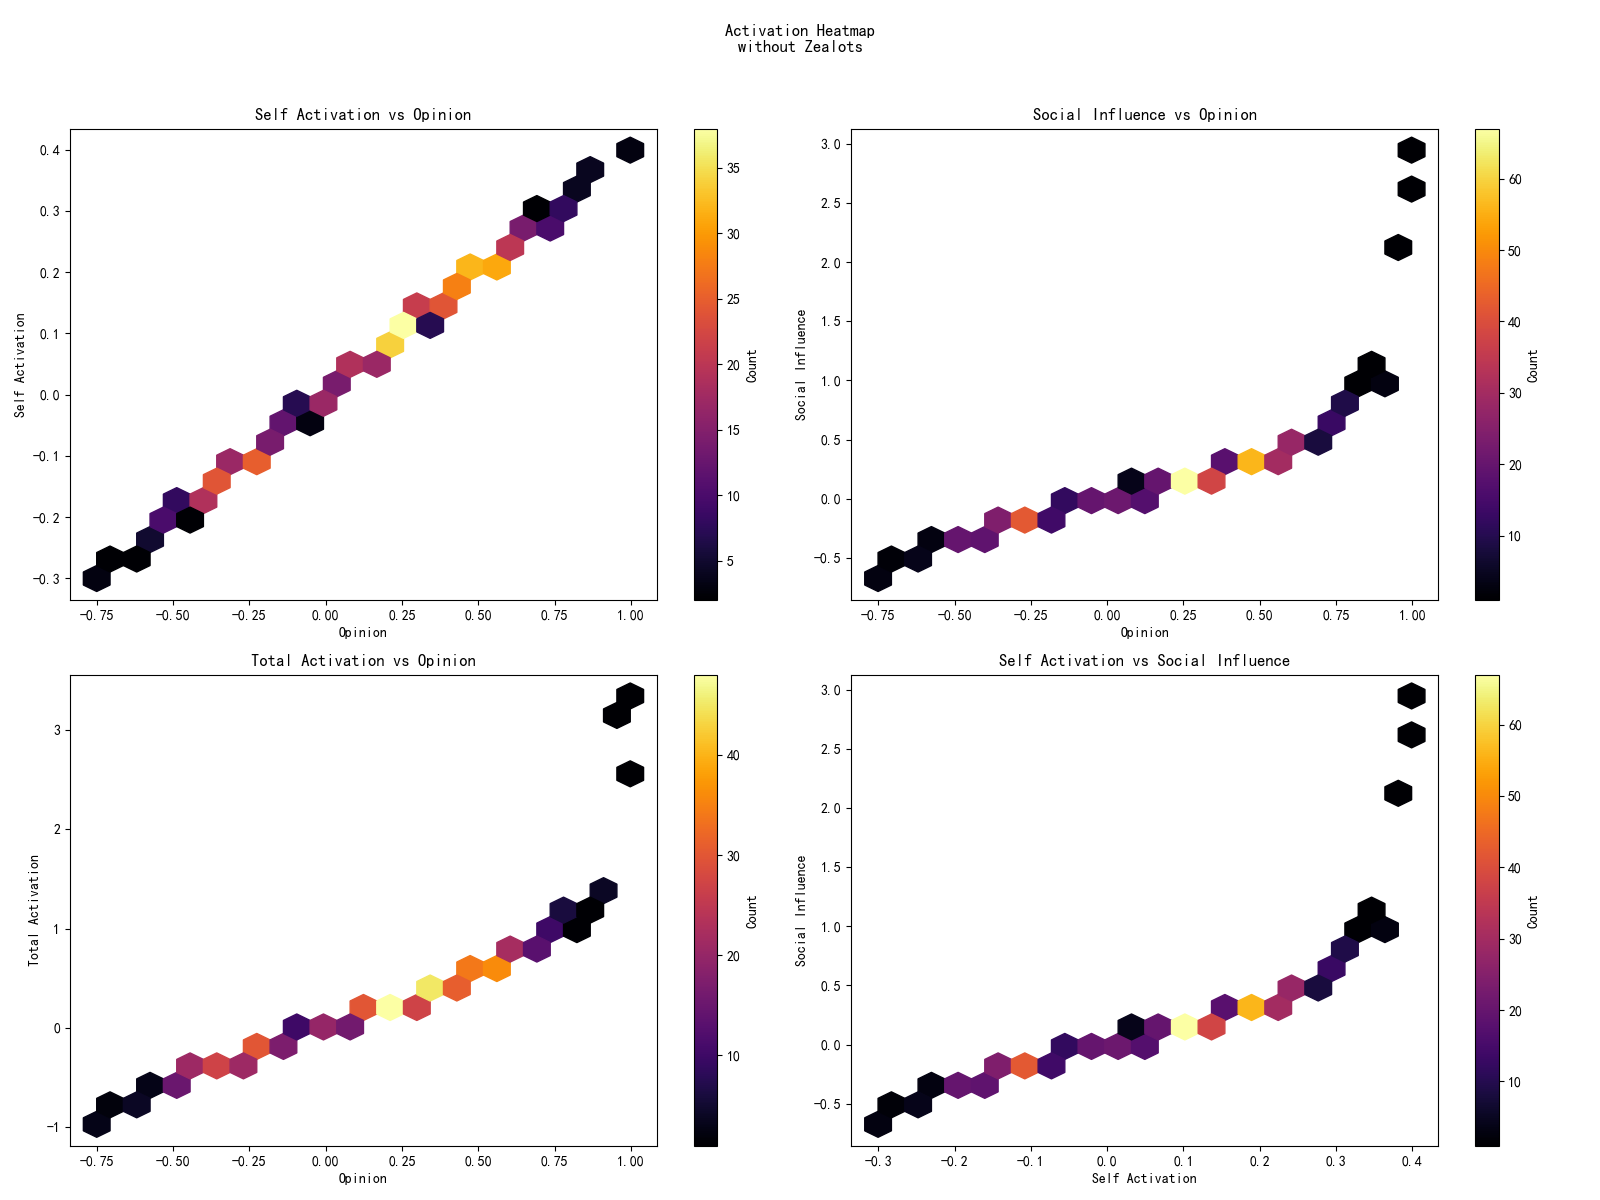 Activation Heatmap
without Zealots
Self Activation vs Opinion
Self Activation
0.4
0.3
0.2
0.1
0.0
−0.1
−0.2
−0.3
−0.75 −0.50 −0.25 0.00 0.25 0.50 0.75 1.00
Opinion
35
30
25
20
15
10
5
Count
Social Influence vs Opinion
Social Influence
3.0
2.5
2.0
1.5
1.0
0.5
0.0
−0.5
−0.75 −0.50 −0.25 0.00 0.25 0.50 0.75 1.00
Opinion
60
50
40
30
20
10
Count
Total Activation vs Opinion
Total Activation
3
2
1
0
−1
−0.75 −0.50 −0.25 0.00 0.25 0.50 0.75 1.00
Opinion
40
30
20
10
Count
Self Activation vs Social Influence
Social Influence
3.0
2.5
2.0
1.5
1.0
0.5
0.0
−0.5
−0.3 −0.2 −0.1 0.0 0.1 0.2 0.3 0.4
Self Activation
60
50
40
30
20
10
Count